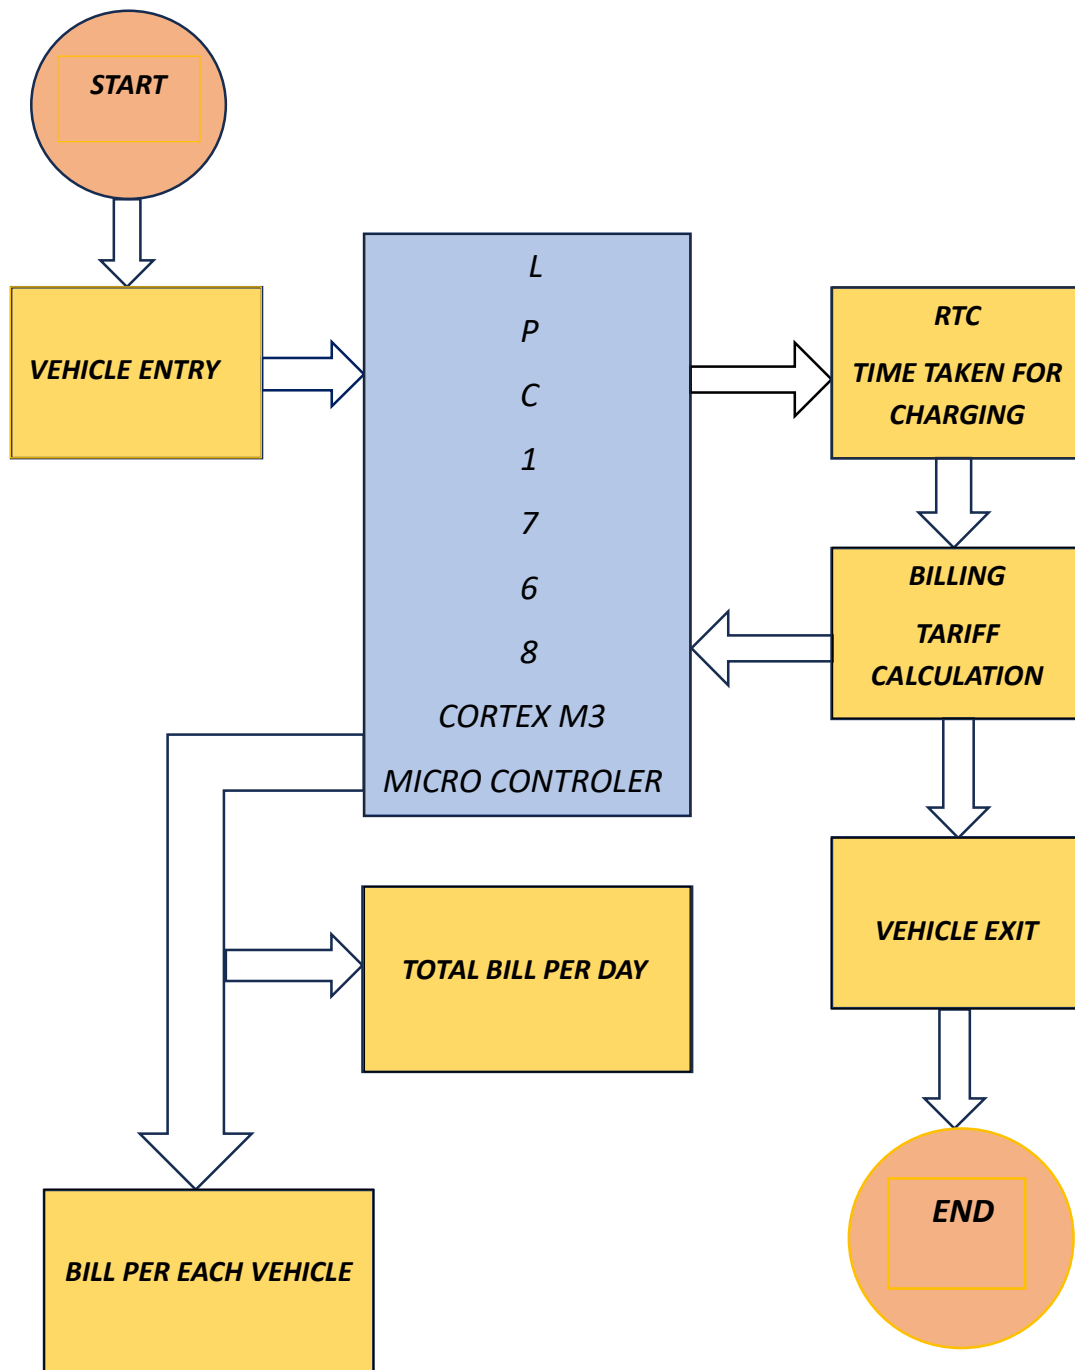 START
VEHICLE ENTRY
L
P
C
1
7
6
8
CORTEX M3
MICRO CONTROLER
RTC
TIME TAKEN FOR
CHARGING
BILLING
TARIFF
CALCULATION
VEHICLE EXIT
TOTAL BILL PER DAY
BILL PER EACH VEHICLE
END